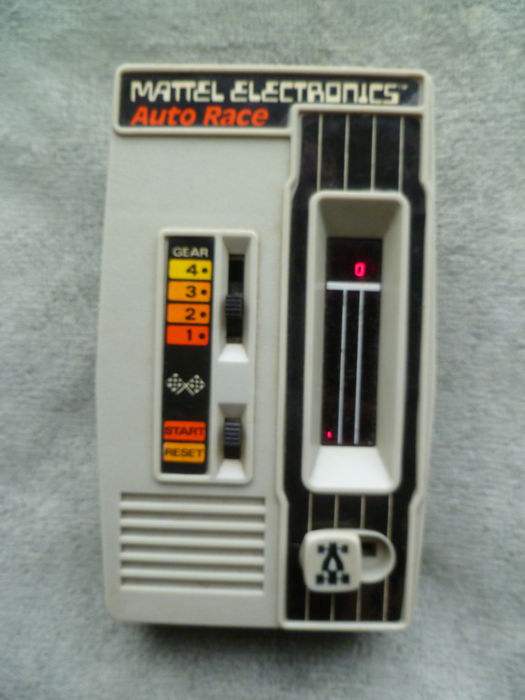 MATTEL ELECTRONICS™
Auto Race
GEAR
4
3
2
1
START
RESET
0